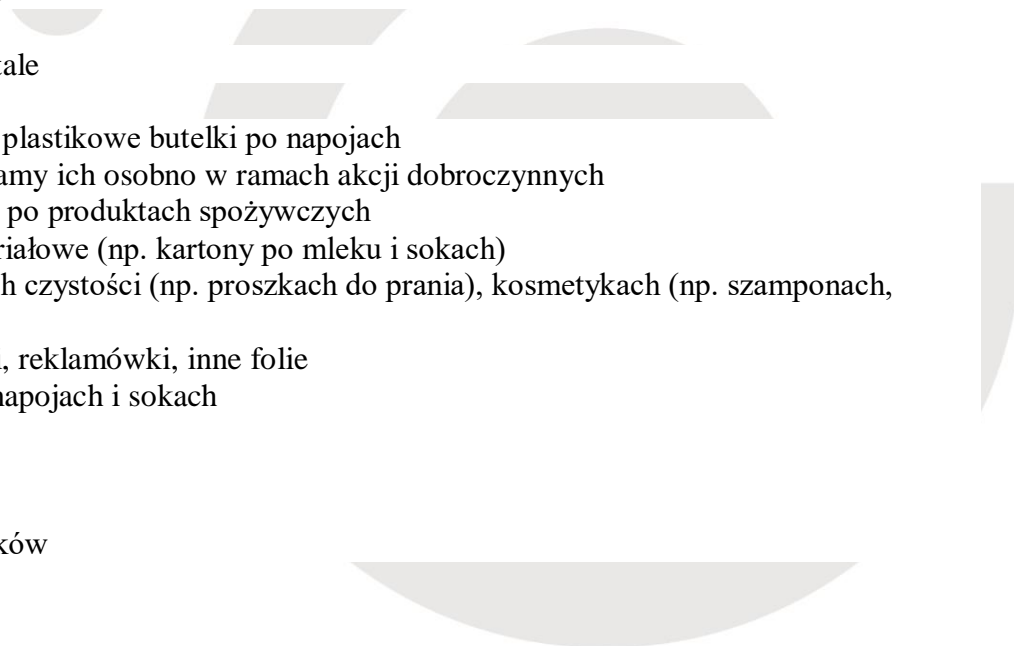 tale
plastikowe butelki po napojach
amy ich osobno w ramach akcji dobroczynnych
po produktach spożywczych
riałowe (np. kartony po mleku i sokach)
h czystości (np. proszkach do prania), kosmetykach (np. szamponach,
, reklamówki, inne folie
napojach i sokach
ków